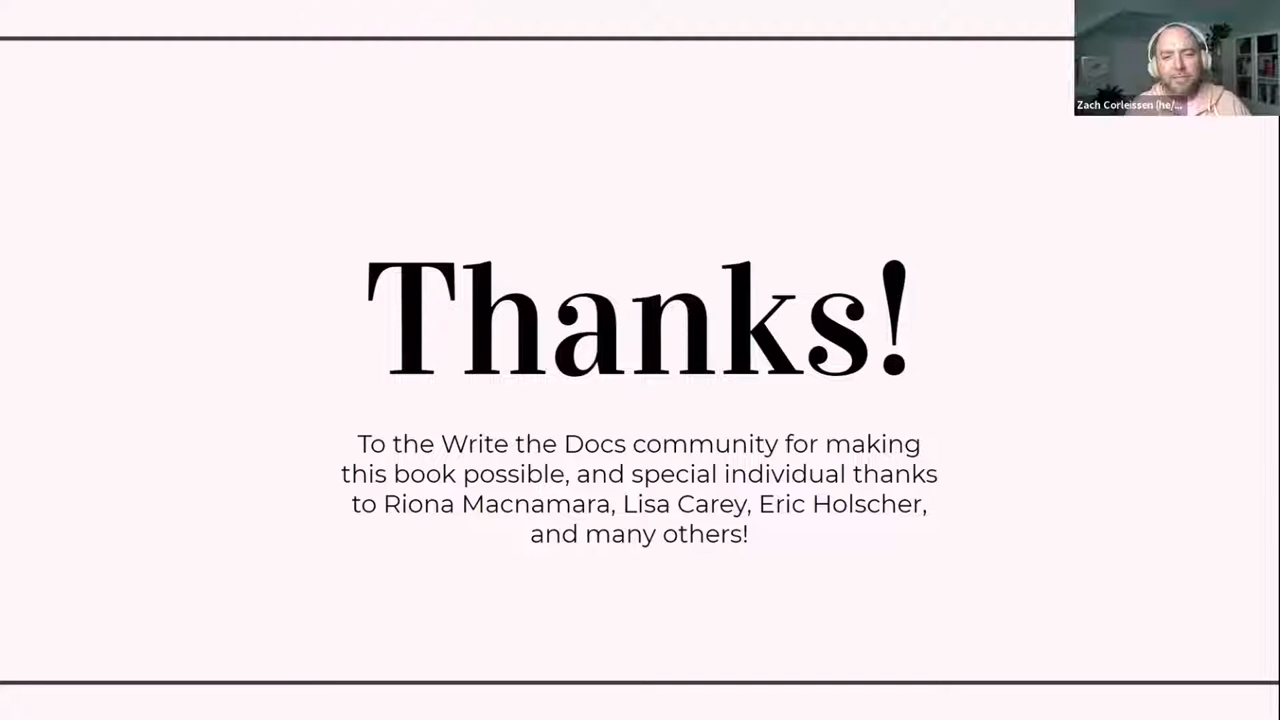 Zach Corleissen (he/...
Thanks!
To the Write the Docs community for making
this book possible, and special individual thanks
to Riona Macnamara, Lisa Carey, Eric Holscher,
and many others!